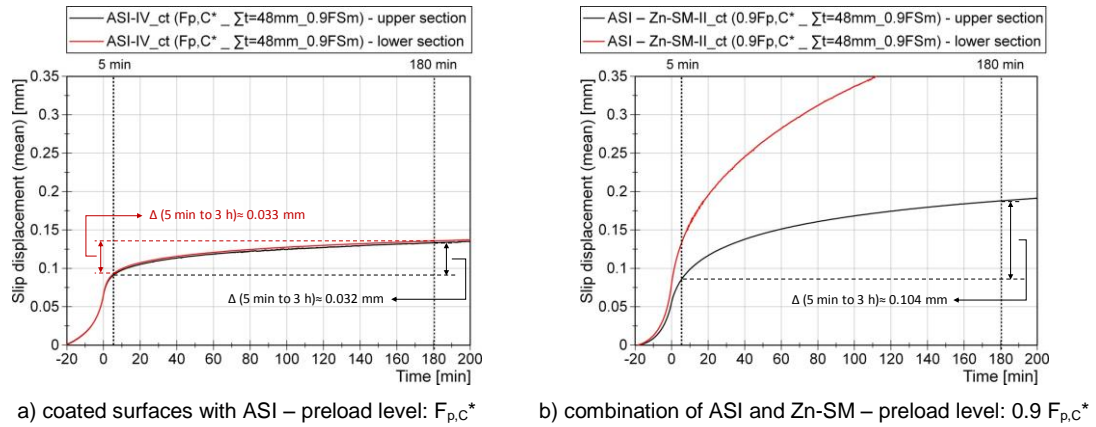 ASI-IV_ct (Fp,C* _ ∑t=48mm_0.9FSm) - upper section
ASI-IV_ct (Fp,C* _ ∑t=48mm_0.9FSm) - lower section
5 min
180 min
Slip displacement (mean) [mm]
0.35
0.3
0.25
0.2
0.15
0.1
0.05
0
Δ (5 min to 3 h)≈ 0.033 mm
Δ (5 min to 3 h)≈ 0.032 mm
-20 0 20 40 60 80 100 120 140 160 180 200
Time [min]
a) coated surfaces with ASI – preload level: Fp,C*
ASI – Zn-SM-II_ct (0.9Fp,C* _ ∑t=48mm_0.9FSm) - upper section
ASI – Zn-SM-II_ct (0.9Fp,C* _ ∑t=48mm_0.9FSm) - lower section
5 min
180 min
Slip displacement (mean) [mm]
0.35
0.3
0.25
0.2
0.15
0.1
0.05
0
Δ (5 min to 3 h)≈ 0.104 mm
-20 0 20 40 60 80 100 120 140 160 180 200
Time [min]
b) combination of ASI and Zn-SM – preload level: 0.9 Fp,C*